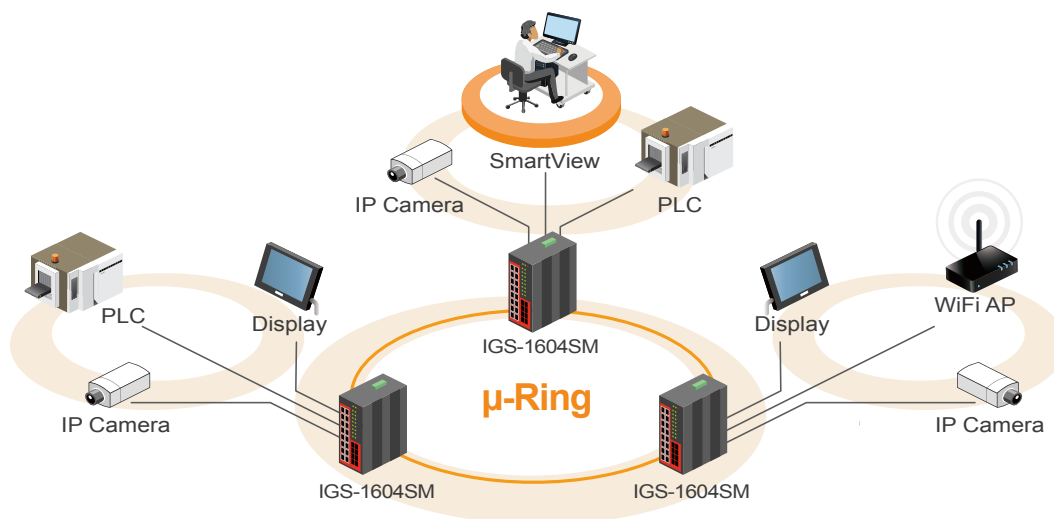 SmartView
IP Camera
PLC
PLC
Display
Display
WiFi AP
IGS-1604SM
μ-Ring
IP Camera
IP Camera
IGS-1604SM
IGS-1604SM